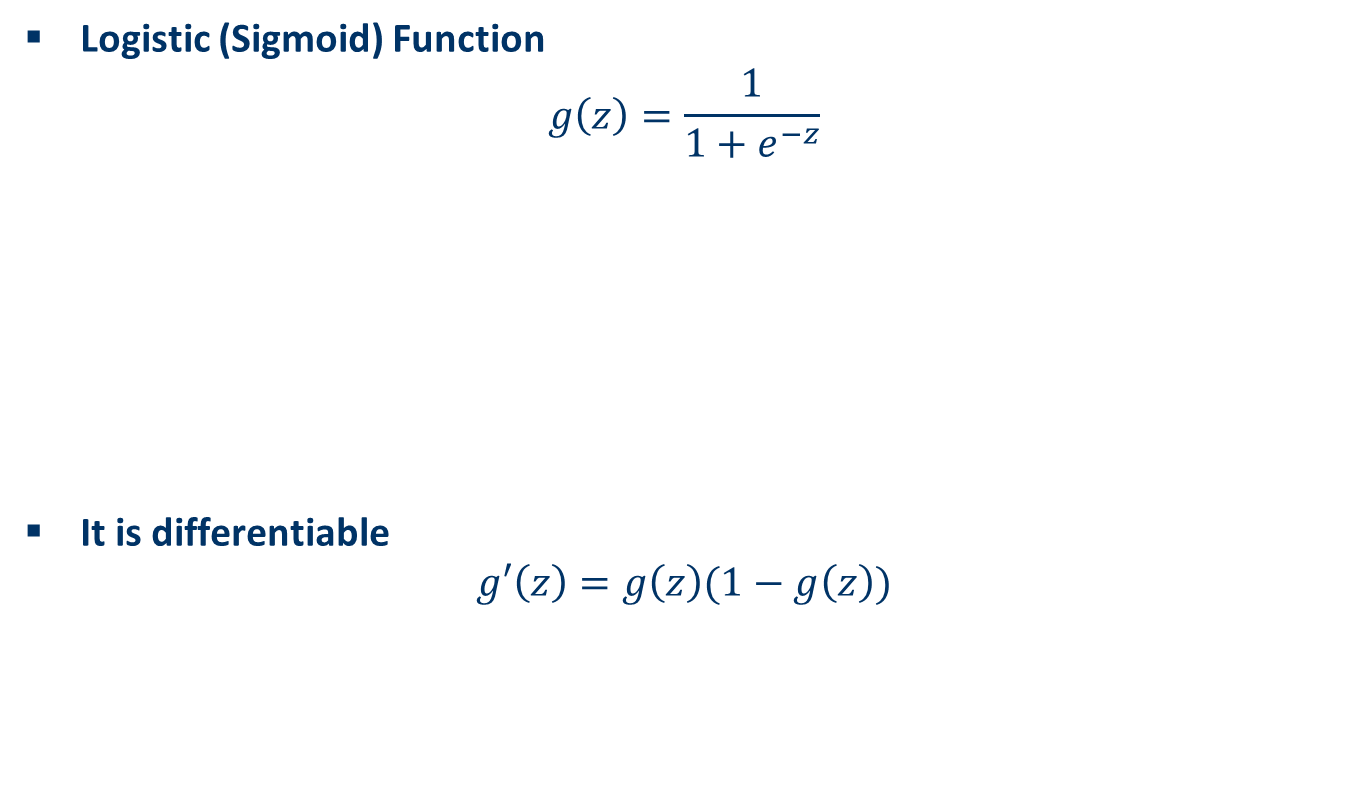 ▪ Logistic (Sigmoid) Function
g(z) = 1 / (1 + e^{-z})
▪ It is differentiable
g′(z) = g(z)(1 − g(z))